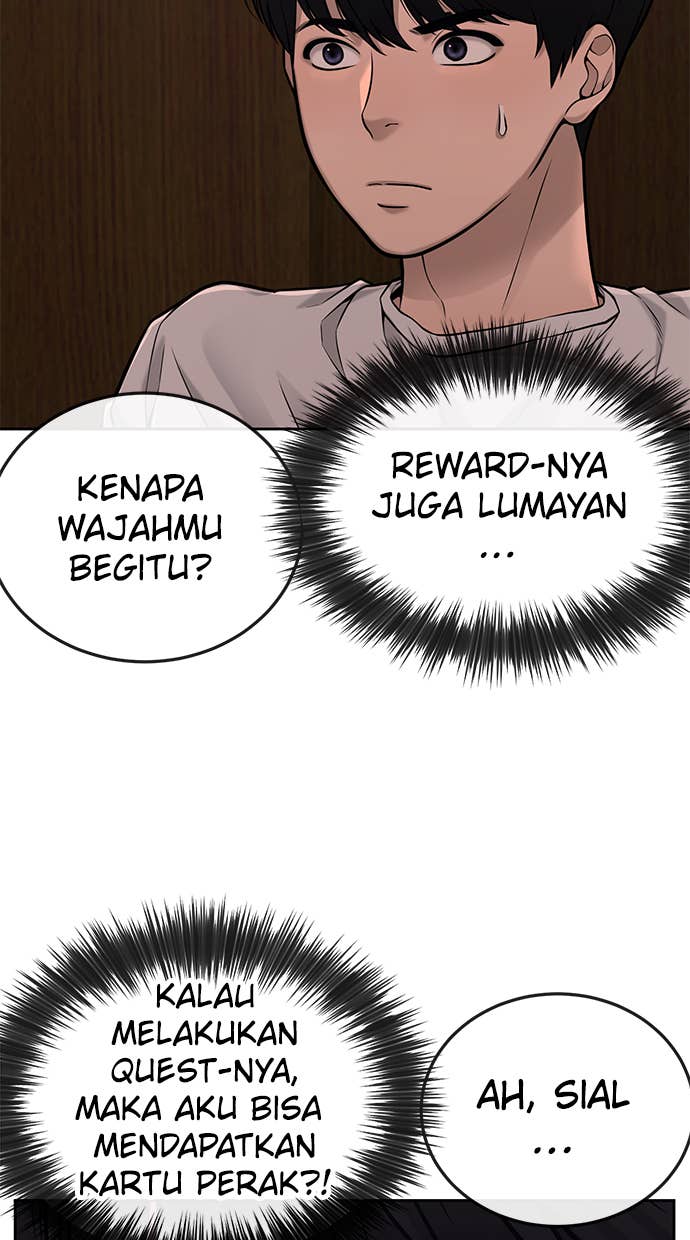 REWARD-NYA
JUGA LUMAYAN
...
KENAPA
WAJAHMU
BEGITU?
KALAU
MELAKUKAN
QUEST-NYA,
MAKA AKU BISA
MENDAPATKAN
KARTU PERAK?!
AH, SIAL
...